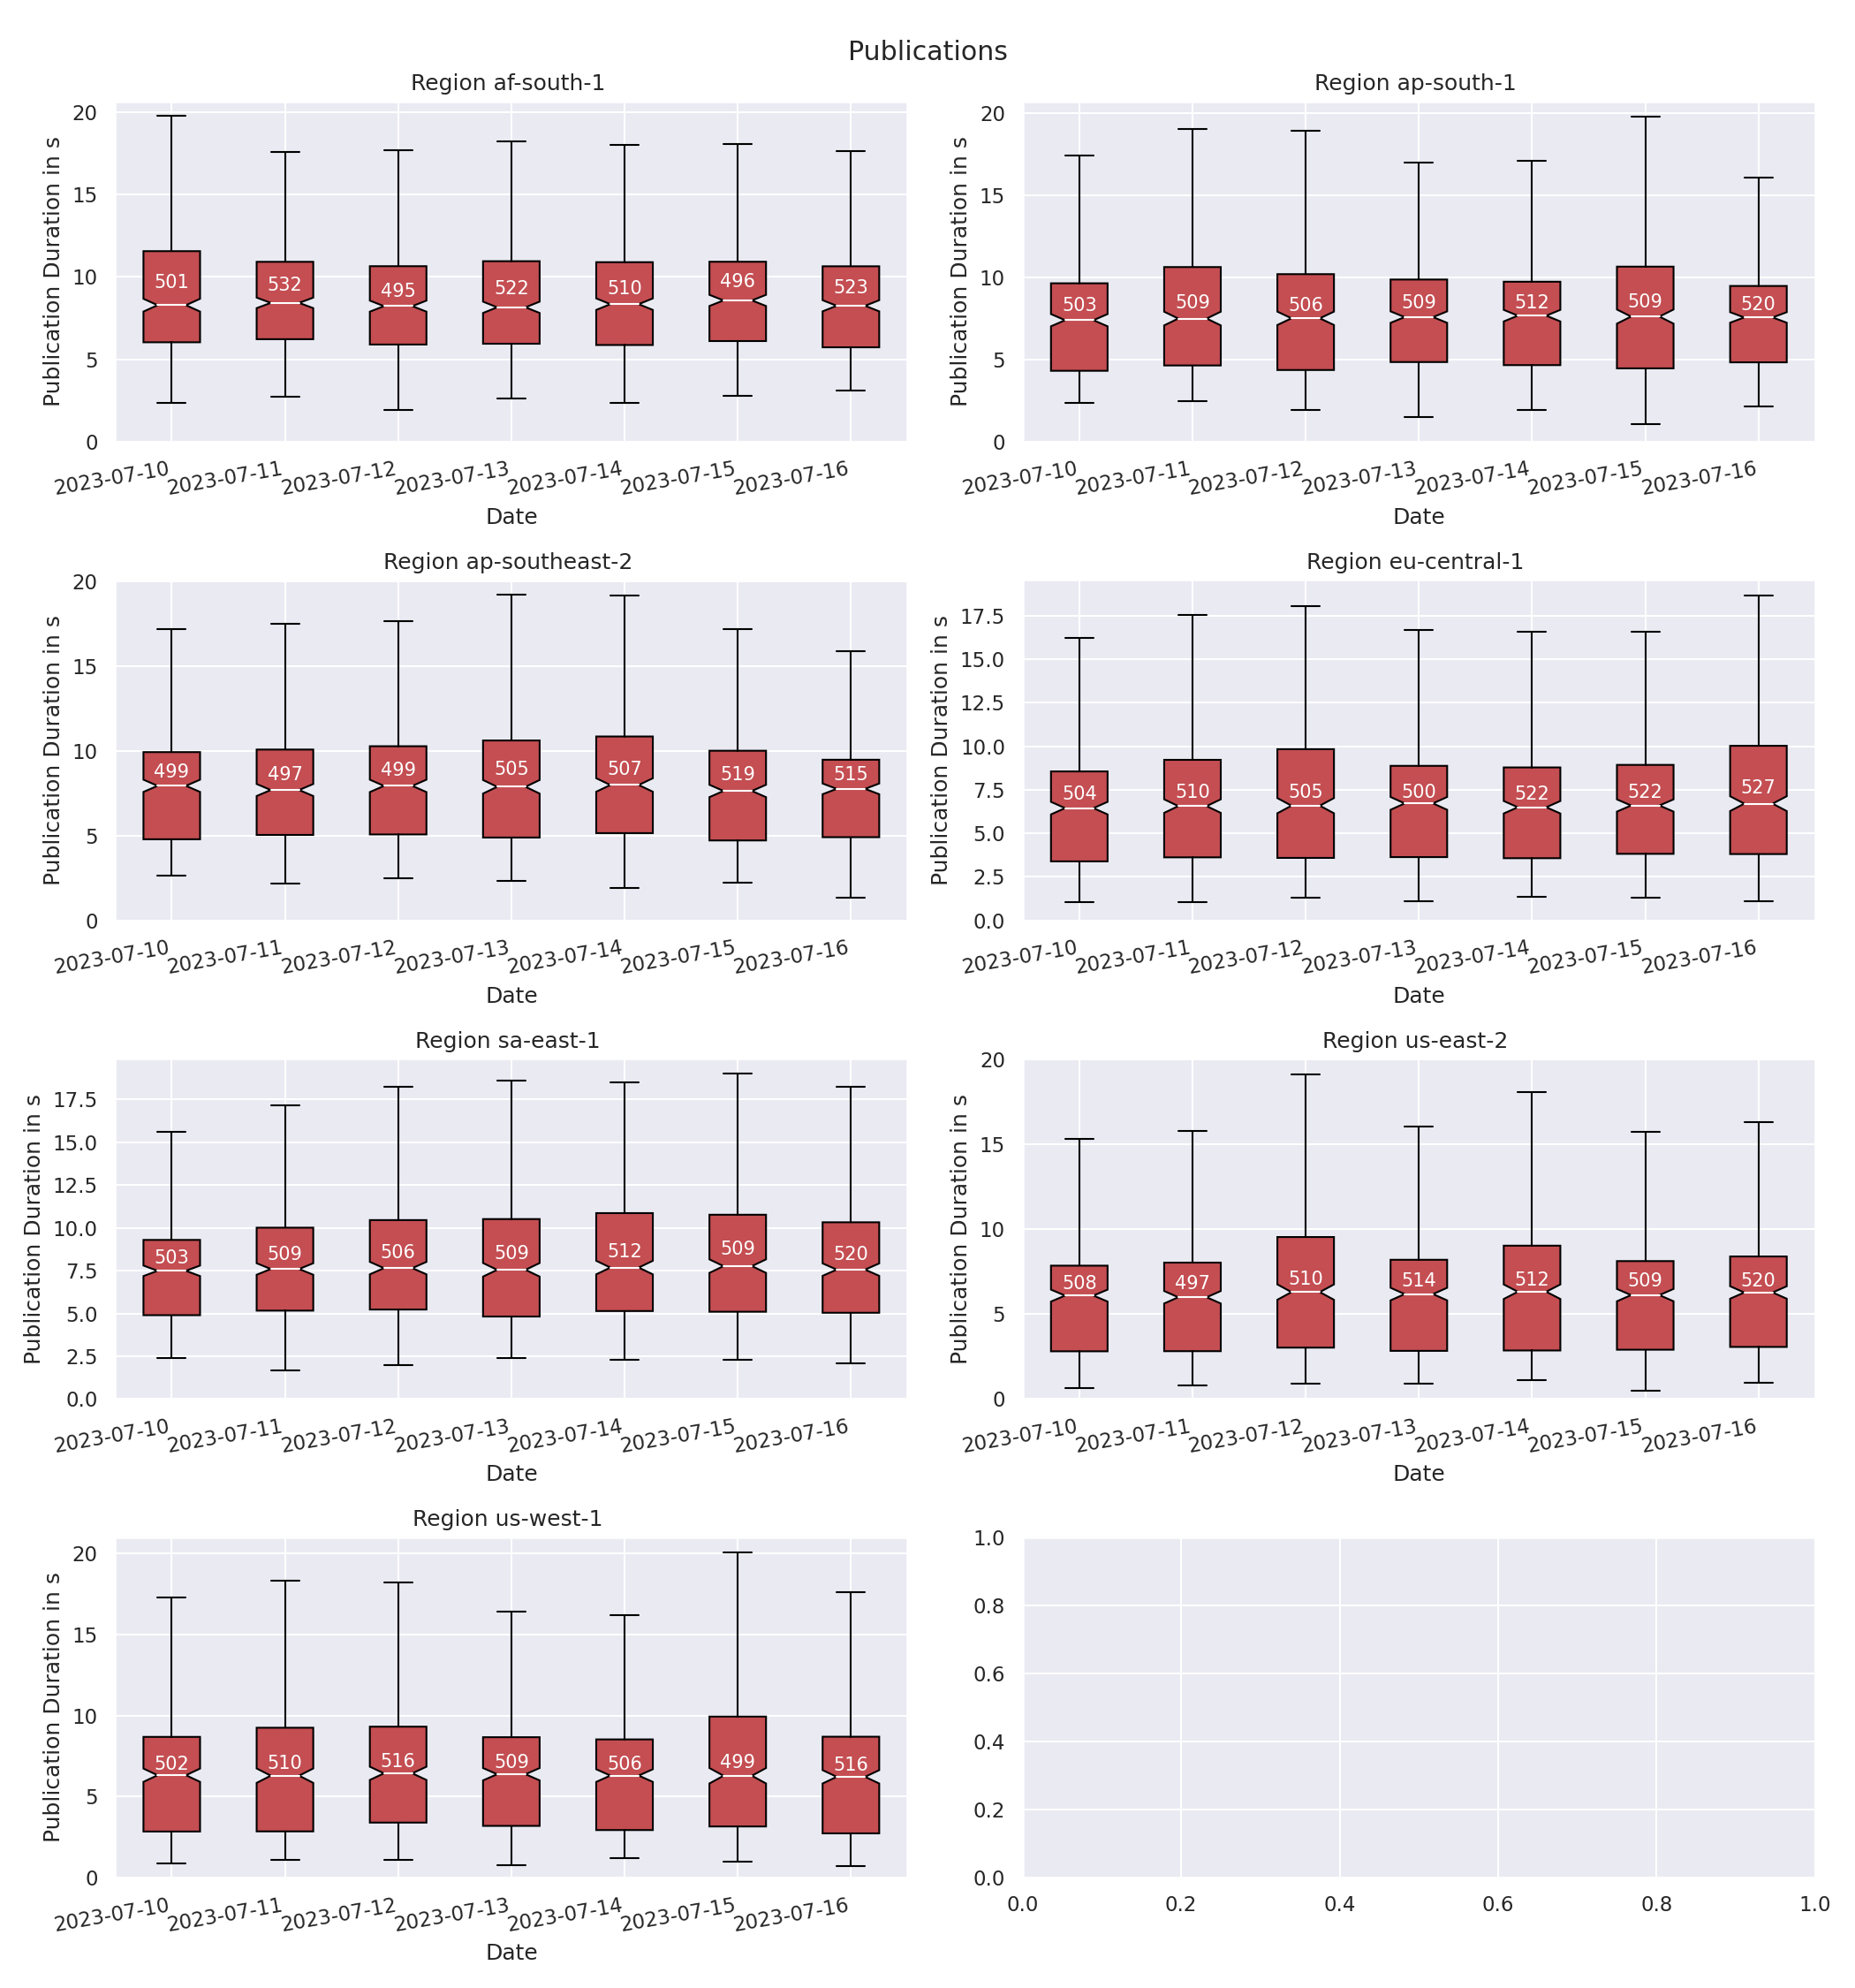 Publications
Region af-south-1
Publication Duration in s
20
15
10
5
0
501 532 495 522 510 496 523
2023-07-10 2023-07-11 2023-07-12 2023-07-13 2023-07-14 2023-07-15 2023-07-16
Date
Region ap-south-1
Publication Duration in s
20
15
10
5
0
503 509 506 509 512 509 520
2023-07-10 2023-07-11 2023-07-12 2023-07-13 2023-07-14 2023-07-15 2023-07-16
Date
Region ap-southeast-2
Publication Duration in s
20
15
10
5
0
499 497 499 505 507 519 515
2023-07-10 2023-07-11 2023-07-12 2023-07-13 2023-07-14 2023-07-15 2023-07-16
Date
Region eu-central-1
Publication Duration in s
17.5
15.0
12.5
10.0
7.5
5.0
2.5
0.0
504 510 505 500 522 522 527
2023-07-10 2023-07-11 2023-07-12 2023-07-13 2023-07-14 2023-07-15 2023-07-16
Date
Region sa-east-1
Publication Duration in s
17.5
15.0
12.5
10.0
7.5
5.0
2.5
0.0
503 509 506 509 512 509 520
2023-07-10 2023-07-11 2023-07-12 2023-07-13 2023-07-14 2023-07-15 2023-07-16
Date
Region us-east-2
Publication Duration in s
20
15
10
5
0
508 497 510 514 512 509 520
2023-07-10 2023-07-11 2023-07-12 2023-07-13 2023-07-14 2023-07-15 2023-07-16
Date
Region us-west-1
Publication Duration in s
20
15
10
5
0
502 510 516 509 506 499 516
2023-07-10 2023-07-11 2023-07-12 2023-07-13 2023-07-14 2023-07-15 2023-07-16
Date
1.0
0.8
0.6
0.4
0.2
0.0
0.0 0.2 0.4 0.6 0.8 1.0